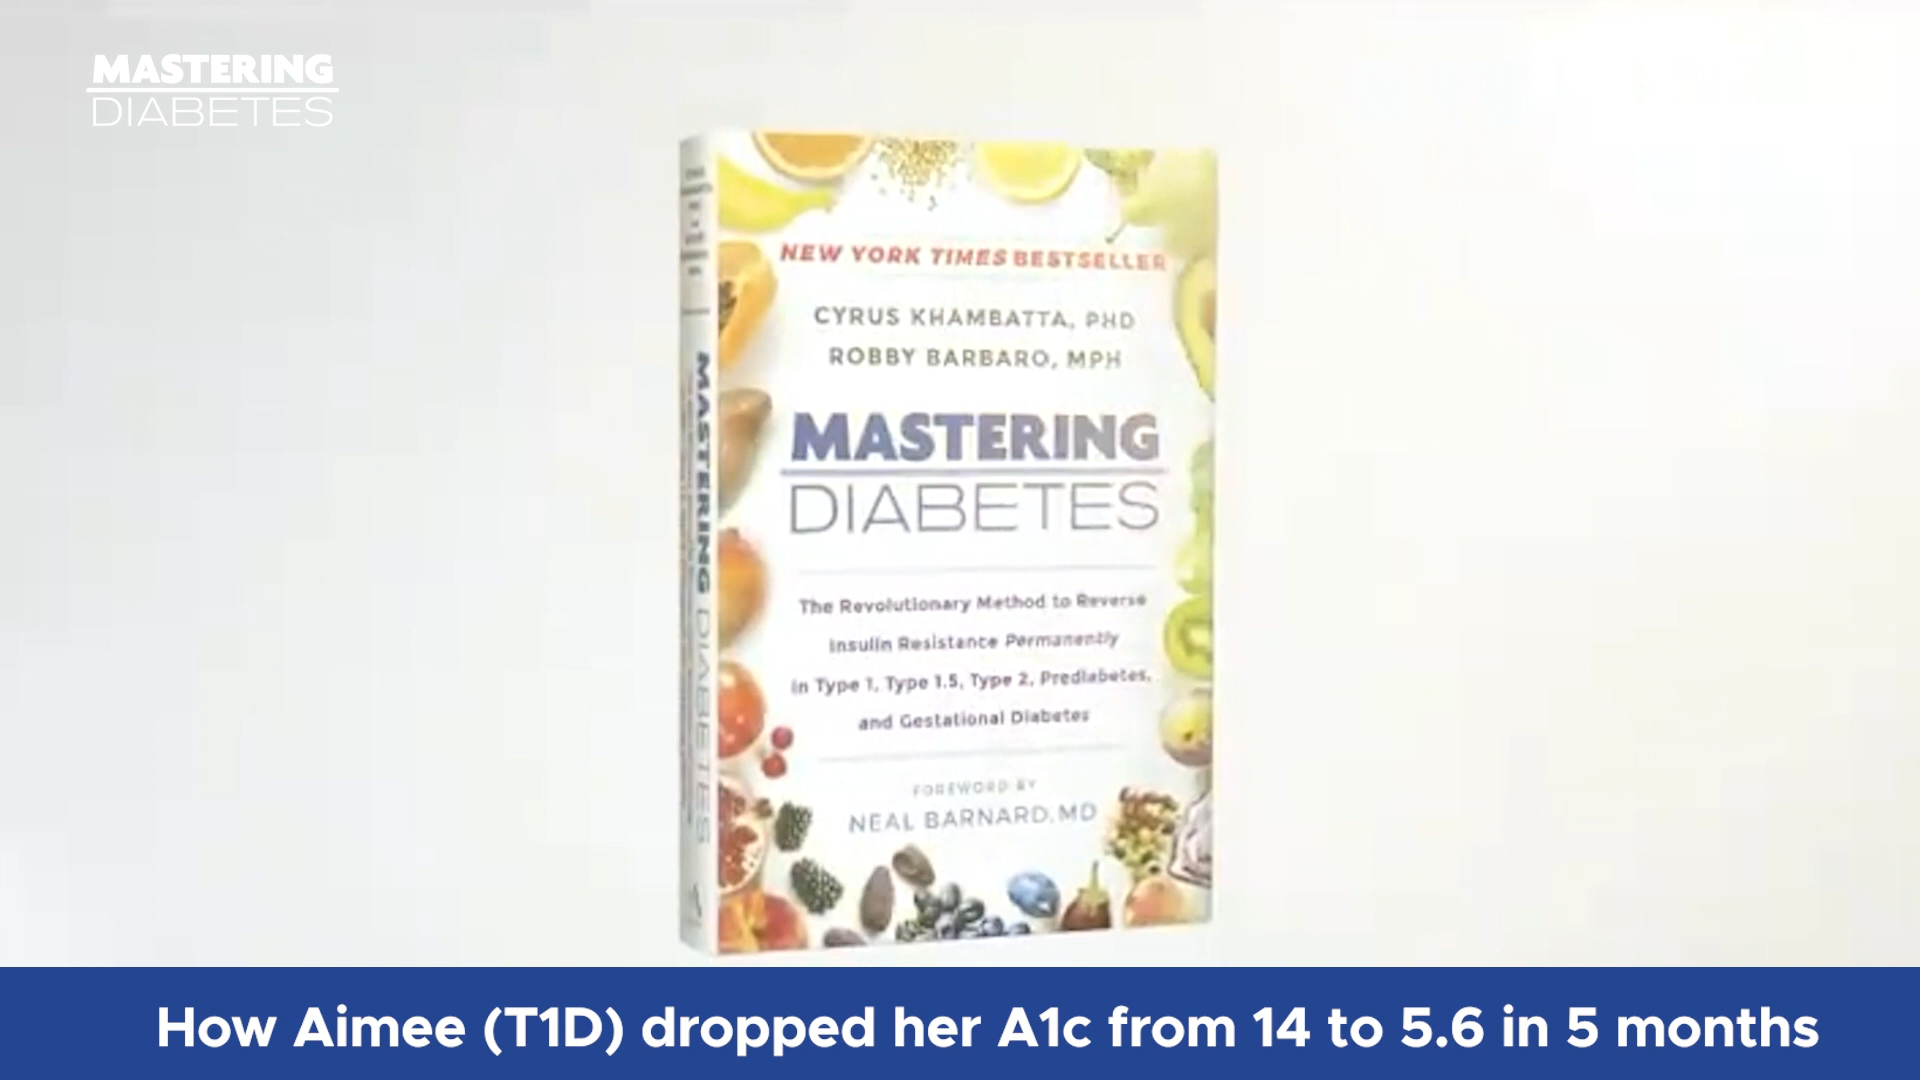 MASTERING
DIABETES
NEW YORK TIMES BESTSELLER
CYRUS KHAMBATTA, PHD
ROBBY BARBARO, MPH
MASTERING
DIABETES
The Revolutionary Method to Reverse
Insulin Resistance Permanently
in Type 1, Type 1.5, Type 2, Prediabetes,
and Gestational Diabetes
FOREWORD BY
NEAL BARNARD, MD
MASTERING DIABETES
How Aimee (T1D) dropped her A1c from 14 to 5.6 in 5 months